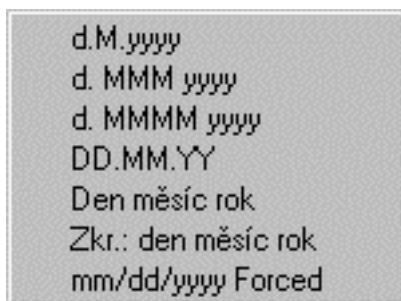 d.M.yyyy
d. MMM yyyy
d. MMMM yyyy
DD.MM.YY
Den měsíc rok
Zkr.: den měsíc rok
mm/dd/yyyy Forced